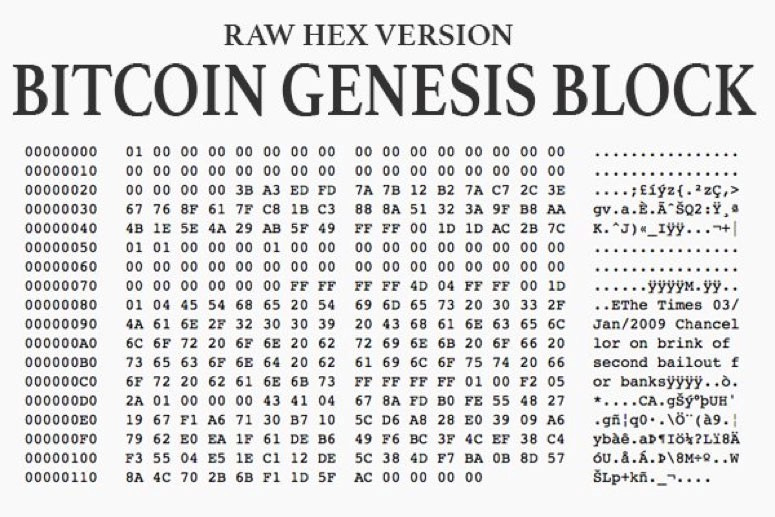 RAW HEX VERSION
BITCOIN GENESIS BLOCK
00000000 01 00 00 00 00 00 00 00 00 00 00 00 00 00 00 00 ................
00000010 00 00 00 00 00 00 00 00 00 00 00 00 00 00 00 00 ................
00000020 00 00 00 00 3B A3 ED FD 7A 7B 12 B2 7A C7 2C 3E ....;£íýz{.²zÇ,>
00000030 67 76 8F 61 7F C8 1B C3 88 8A 51 32 3A 9F B8 AA gv.a.È.ÃˆŠQ2:Ÿ¸ª
00000040 4B 1E 5E 4A 29 AB 5F 49 FF FF 00 1D 1D AC 2B 7C K.^J)«_Iÿÿ...¬+|
00000050 01 01 00 00 00 01 00 00 00 00 00 00 00 00 00 00 ................
00000060 00 00 00 00 00 00 00 00 00 00 00 00 00 00 00 00 ................
00000070 00 00 00 00 00 00 FF FF FF FF 4D 04 FF FF 00 1D ......ÿÿÿÿM.ÿÿ..
00000080 01 04 45 54 68 65 20 54 69 6D 65 73 20 30 33 2F ..EThe Times 03/
00000090 4A 61 6E 2F 32 30 30 39 20 43 68 61 6E 63 65 6C Jan/2009 Chancel
000000A0 6C 6F 72 20 6F 6E 20 62 72 69 6E 6B 20 6F 66 20 lor on brink of
000000B0 73 65 63 6F 6E 64 20 62 61 69 6C 6F 75 74 20 66 second bailout f
000000C0 6F 72 20 62 61 6E 6B 73 FF FF FF FF 01 00 F2 05 or banksÿÿÿÿ..ò.
000000D0 2A 01 00 00 00 43 41 04 67 8A FD B0 FE 55 48 27 *....CA.gŠý°þUH'
000000E0 19 67 F1 A6 71 30 B7 10 5C D6 A8 28 E0 39 09 A6 .gñ¦q0·.\Ö¨(à9.¦
000000F0 79 62 E0 EA 1F 61 DE B6 49 F6 BC 3F 4C EF 38 C4 ybàê.aÞ¶Iö¼?Lï8Ä
00000100 F3 55 04 E5 1E C1 12 DE 5C 38 4D F7 BA 0B 8D 57 óU.å.Á.Þ\8M÷º..W
00000110 8A 4C 70 2B 6B F1 1D 5F AC 00 00 00 00 ŠLp+kñ._¬....